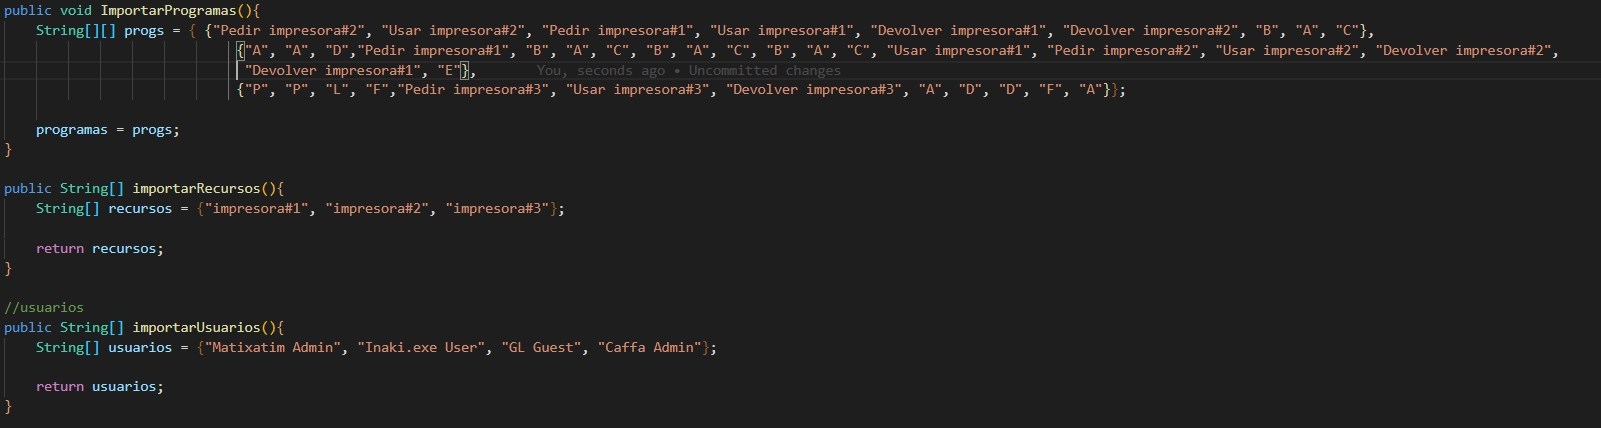 public void ImportarProgramas(){
String[][] progs = { {"Pedir impresora#2", "Usar impresora#2", "Pedir impresora#1", "Usar impresora#1", "Devolver impresora#1", "Devolver impresora#2", "B", "A", "C"},
{"A", "A", "D","Pedir impresora#1", "B", "A", "C", "B", "A", "C", "B", "A", "C", "Usar impresora#1", "Pedir impresora#2", "Usar impresora#2", "Devolver impresora#2",
"Devolver impresora#1", "E"}, You, seconds ago • Uncommitted changes
{"P", "P", "L", "F","Pedir impresora#3", "Usar impresora#3", "Devolver impresora#3", "A", "D", "D", "F", "A"}};
programas = progs;
}
public String[] importarRecursos(){
String[] recursos = {"impresora#1", "impresora#2", "impresora#3"};
return recursos;
}
//usuarios
public String[] importarUsuarios(){
String[] usuarios = {"Matixatim Admin", "Inaki.exe User", "GL Guest", "Caffa Admin"};
return usuarios;
}